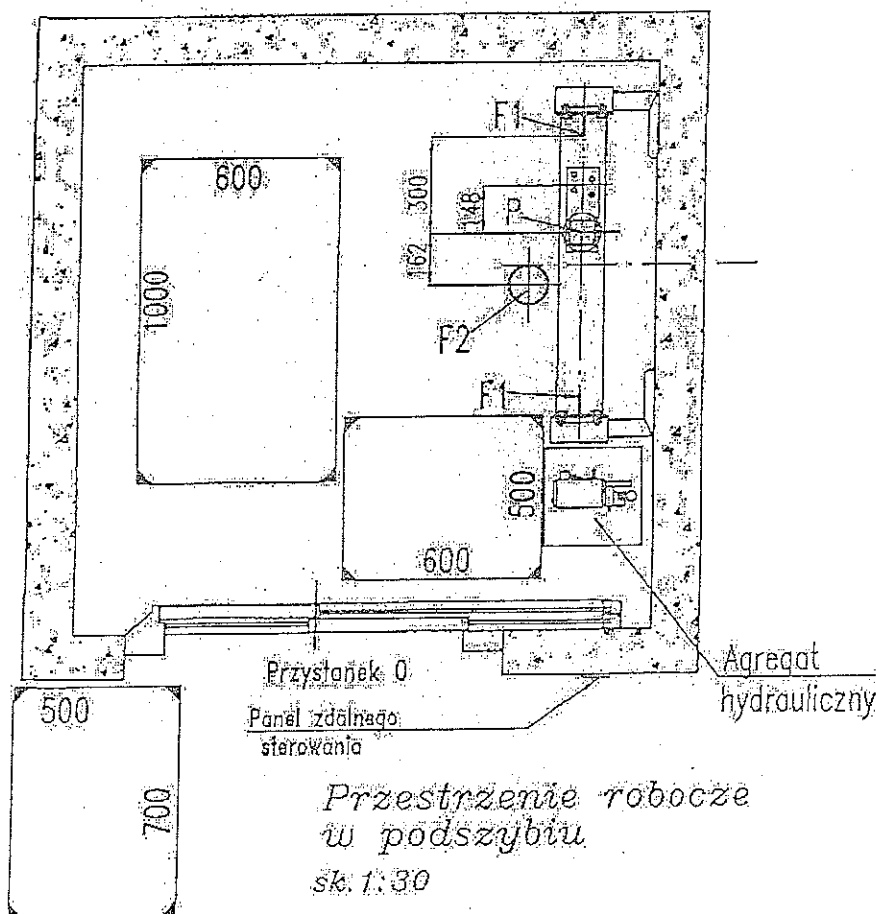 F1
600
300
148
P
162
1000
F2
F1
500
600
Przystanek 0
Agregat
hydrauliczny
Panel zdalnego
sterowania
500
700
Przestrzenie robocze
w podszybiu
sk. 1:30